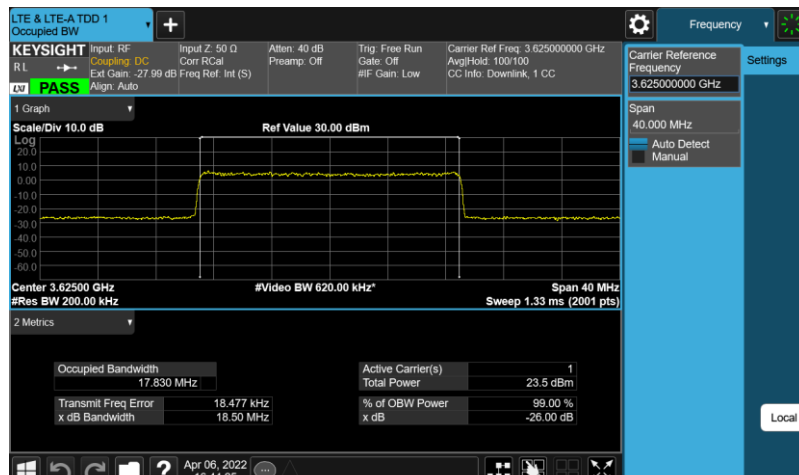 LTE & LTE-A TDD 1
Occupied BW
Frequency
KEYSIGHT
RL
LXI
PASS
Input: RF
Coupling: DC
Ext Gain: -27.99 dB
Align: Auto
Input Z: 50 Ω
Corr RCal
Freq Ref: Int (S)
Atten: 40 dB
Preamp: Off
Trig: Free Run
Gate: Off
#IF Gain: Low
Carrier Ref Freq: 3.625000000 GHz
Avg|Hold: 100/100
CC Info: Downlink, 1 CC
Carrier Reference
Frequency
3.625000000 GHz
Settings
Span
40.000 MHz
Auto Detect
Manual
1 Graph
Scale/Div 10.0 dB
Ref Value 30.00 dBm
Log
20.0
10.0
0.00
-10.0
-20.0
-30.0
-40.0
-50.0
-60.0
Center 3.62500 GHz
#Video BW 620.00 kHz*
Span 40 MHz
#Res BW 200.00 kHz
Sweep 1.33 ms (2001 pts)
2 Metrics
Occupied Bandwidth
17.830 MHz
Active Carrier(s) 1
Total Power 23.5 dBm
Transmit Freq Error 18.477 kHz
x dB Bandwidth 18.50 MHz
% of OBW Power 99.00 %
x dB -26.00 dB
Local
?
Apr 06, 2022